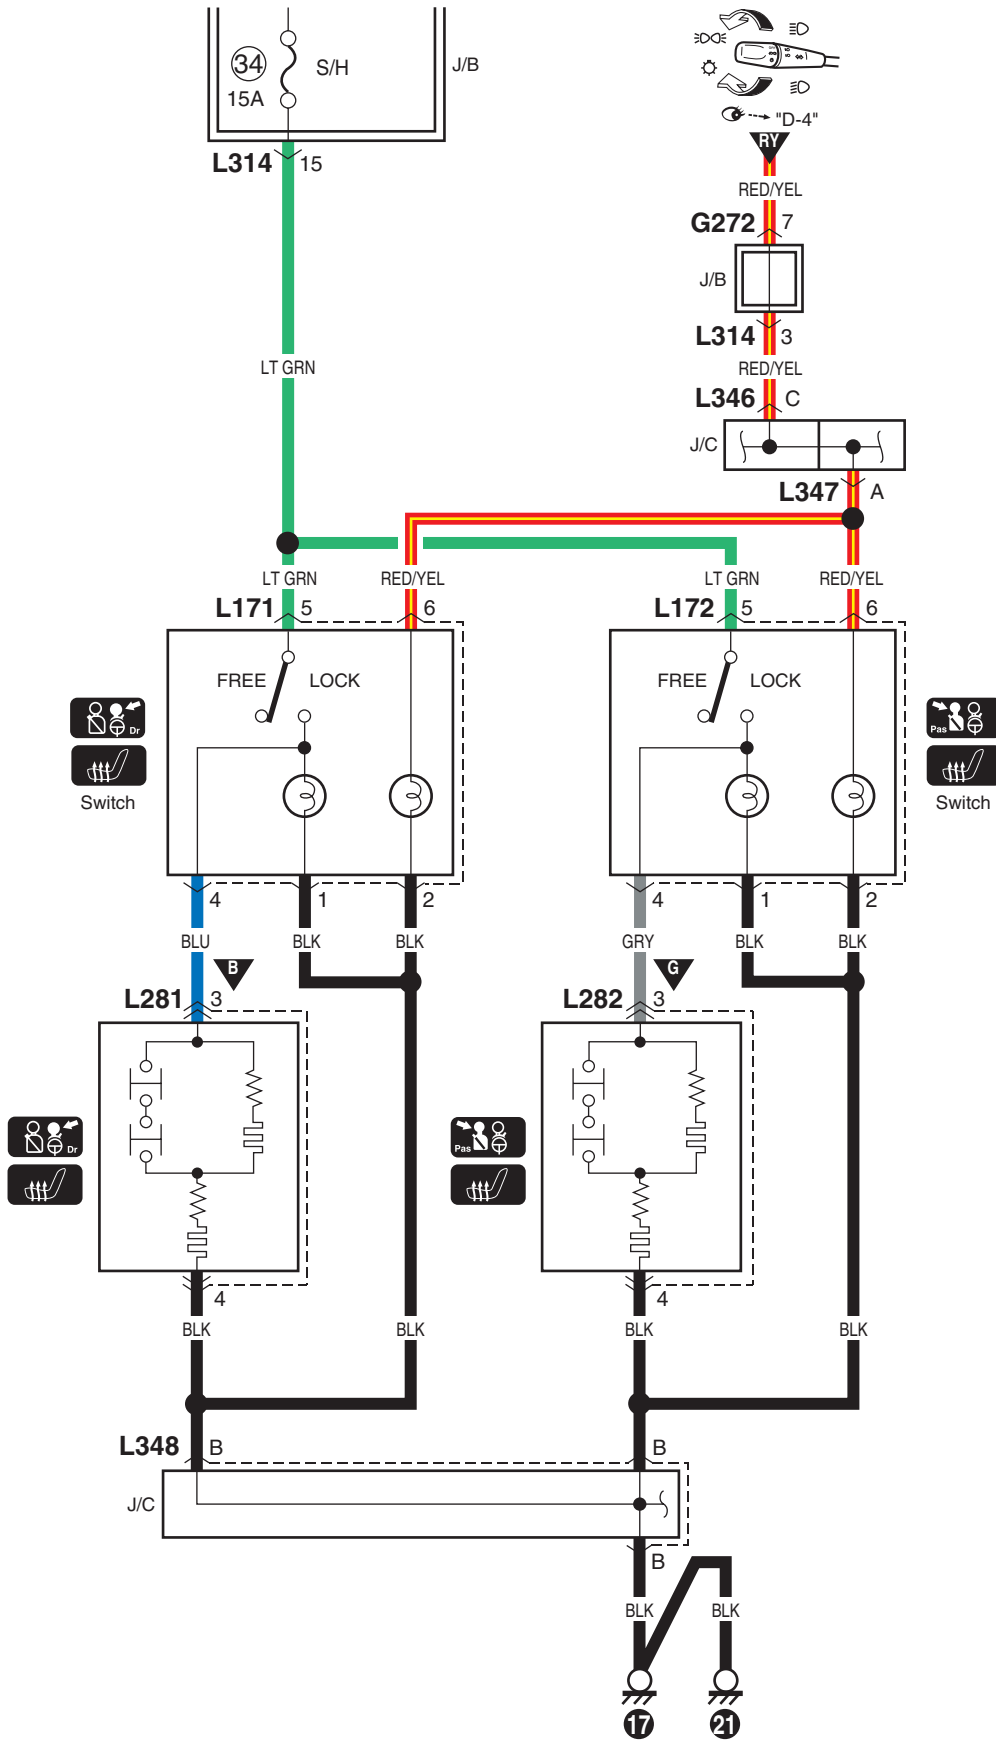 34
15A
S/H
J/B
"D-4"
RY
L314 15
RED/YEL
G272 7
J/B
L314 3
LT GRN
RED/YEL
L346 C
J/C
L347 A
LT GRN
RED/YEL
LT GRN
RED/YEL
L171 5
6
L172 5
6
FREE
LOCK
FREE
LOCK
Dr
Switch
Pas
Switch
4
1
2
4
1
2
BLU
BLK
BLK
GRY
BLK
BLK
B
G
L281 3
L282 3
Dr
Pas
4
4
BLK
BLK
BLK
BLK
L348 B
B
J/C
B
BLK
BLK
17
21